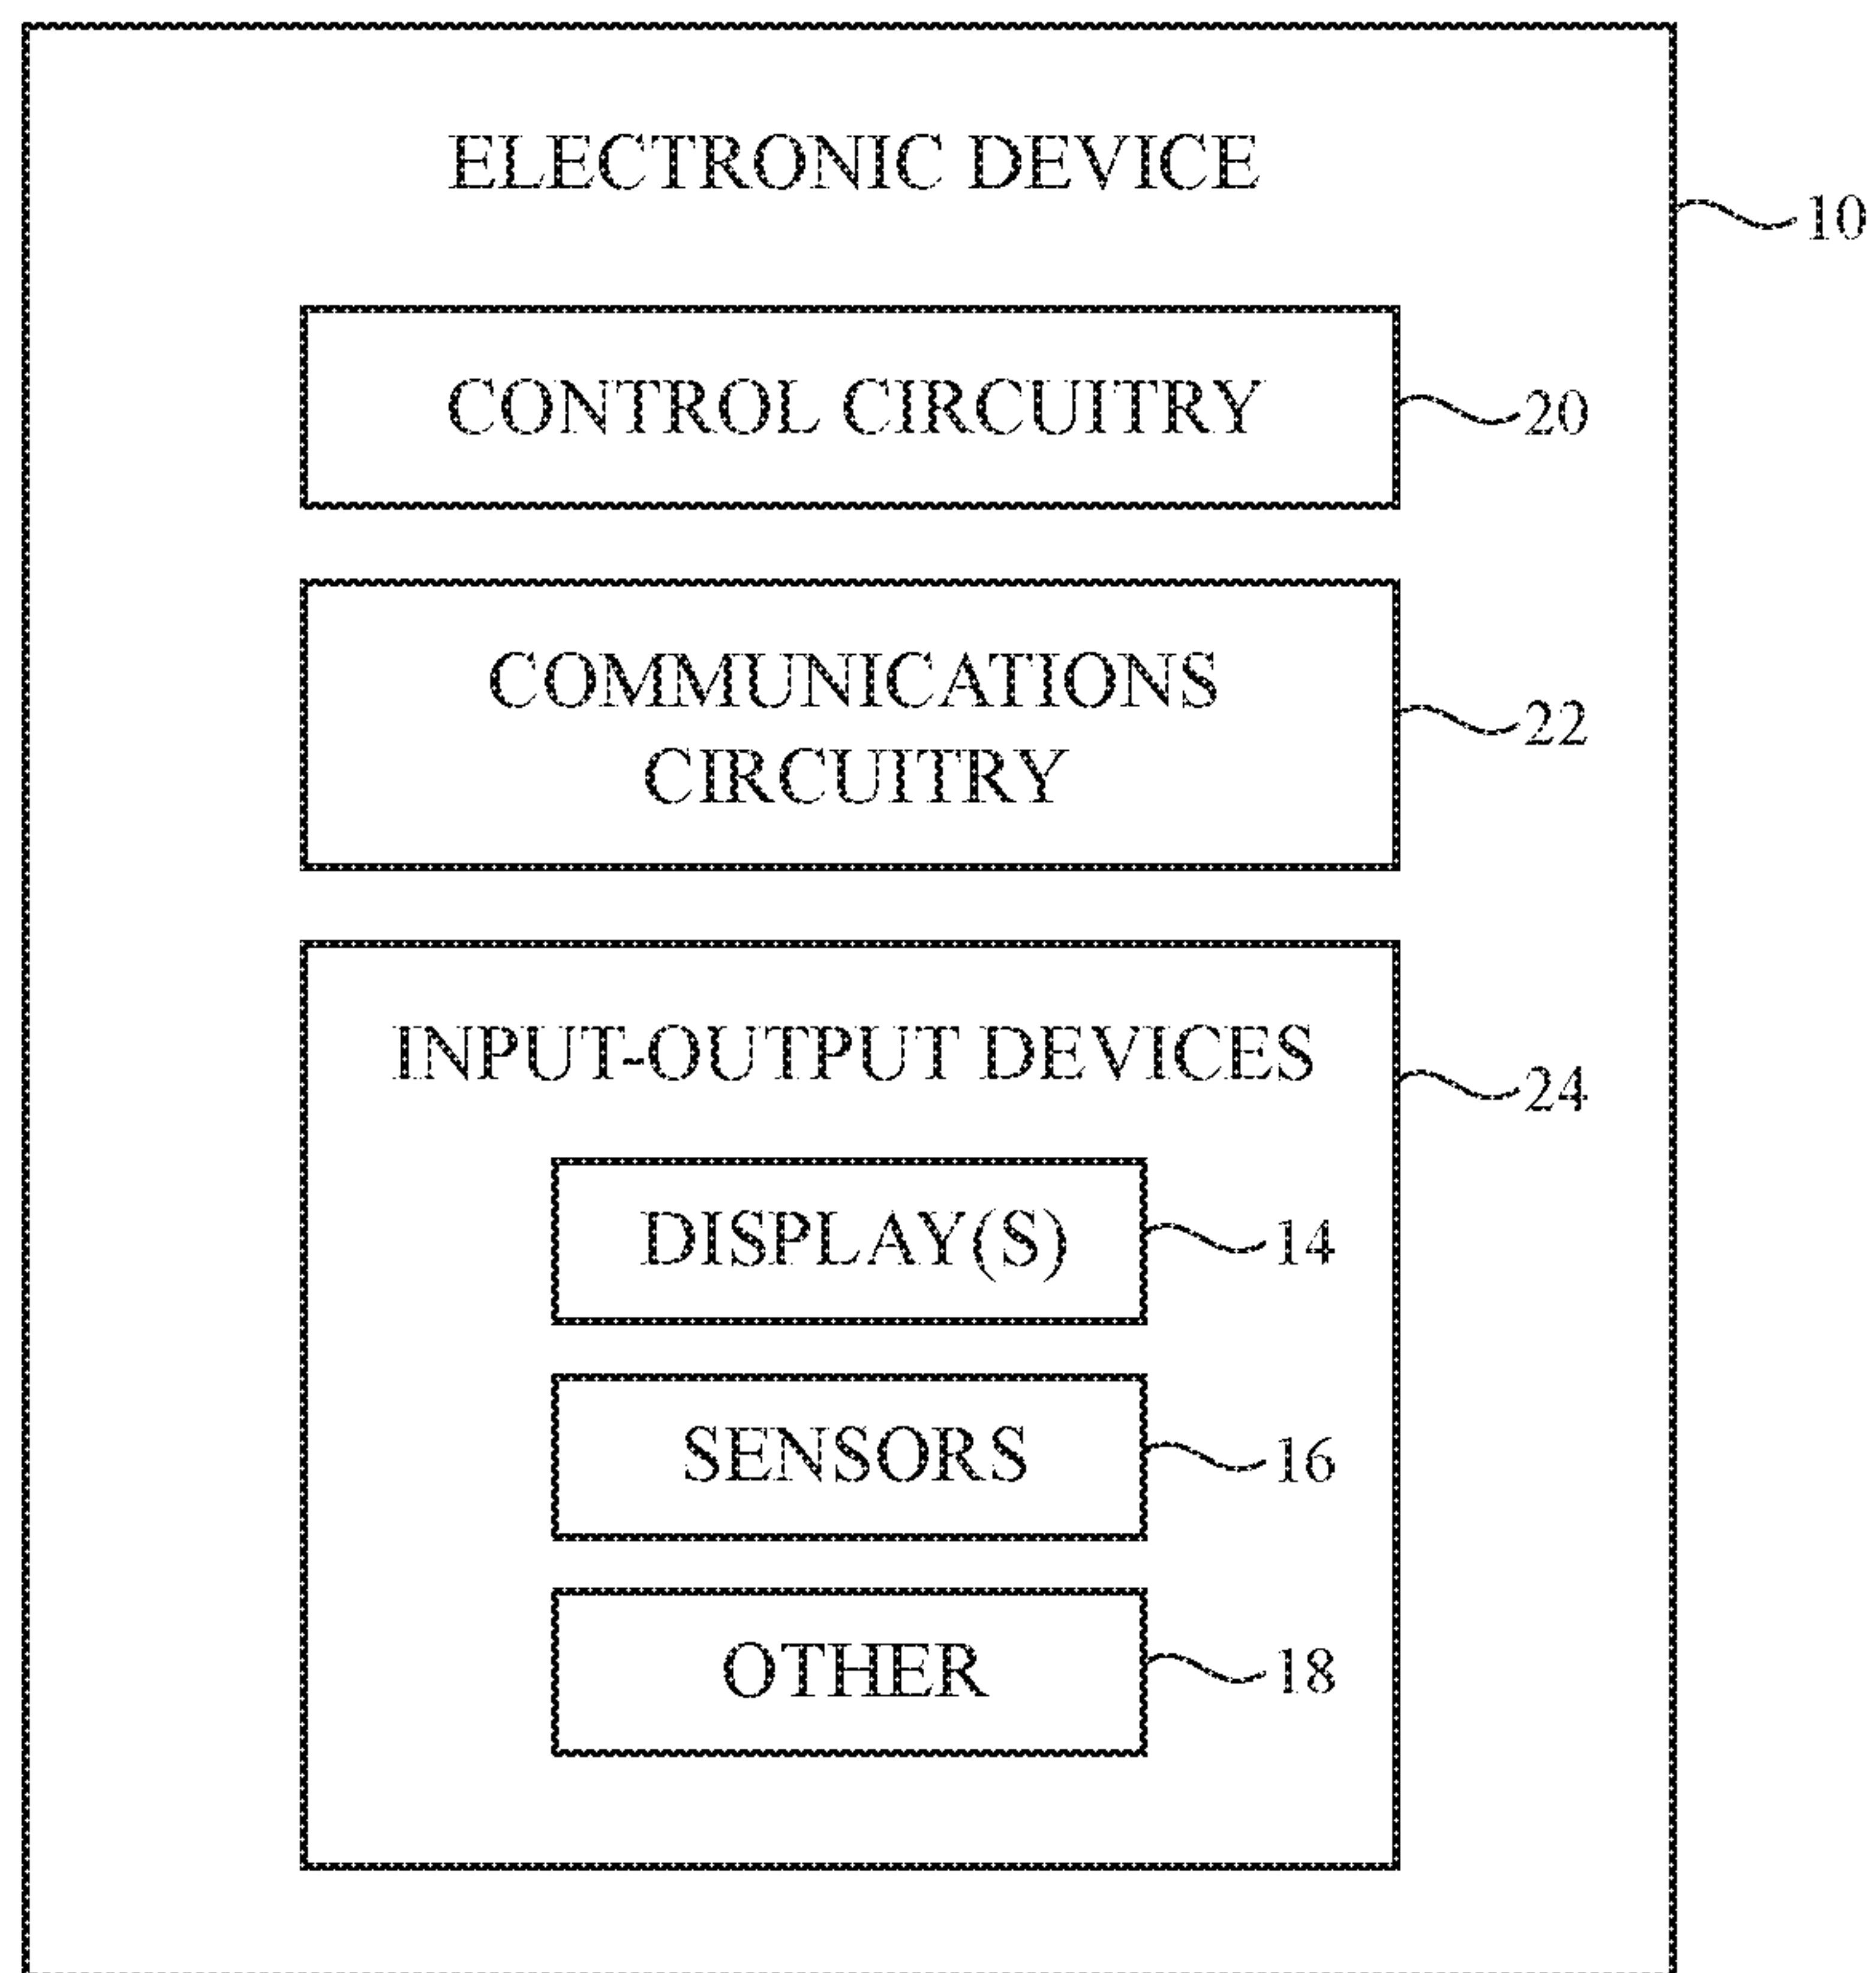 ELECTRONIC DEVICE
10
CONTROL CIRCUITRY
20
COMMUNICATIONS
CIRCUITRY
22
INPUT-OUTPUT DEVICES
24
DISPLAY(S)
14
SENSORS
16
OTHER
18